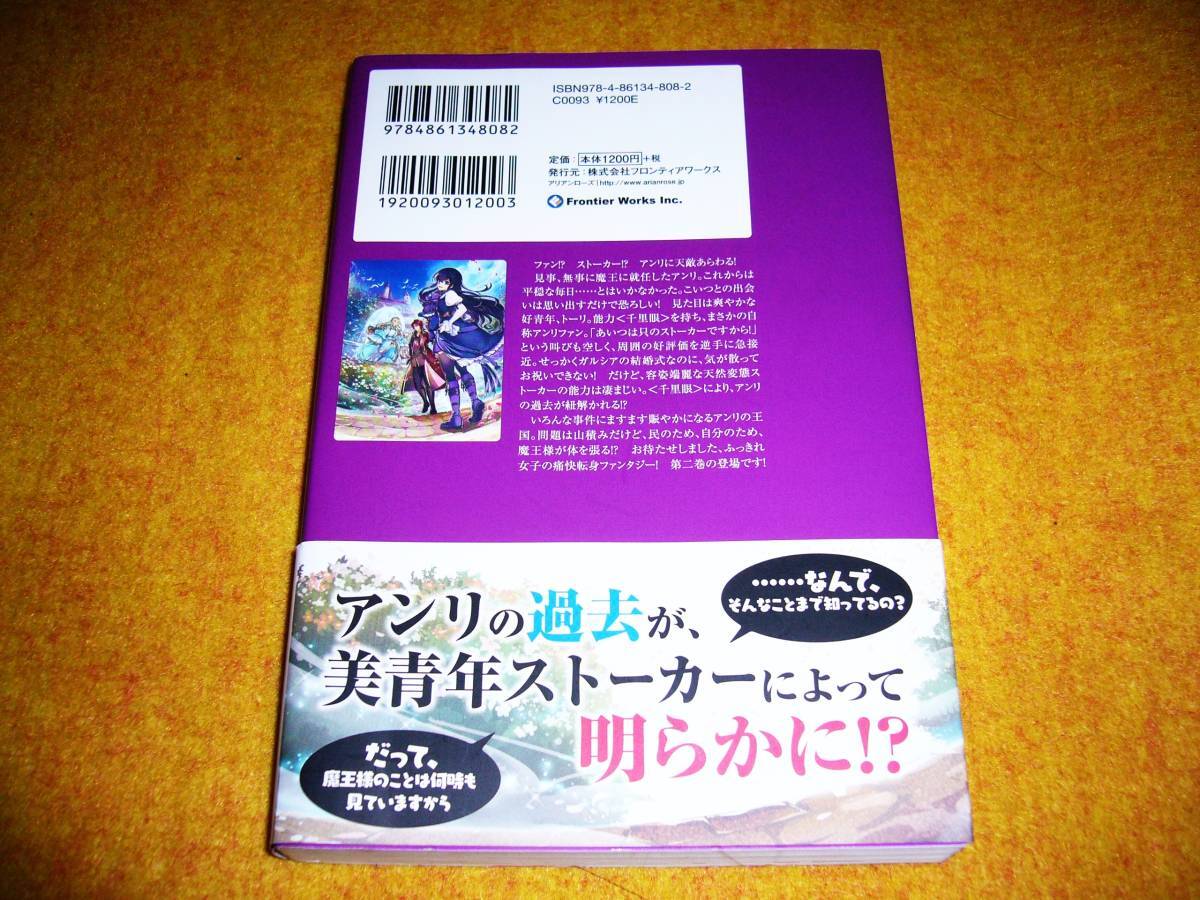 ISBN978-4-86134-808-2
C0093 ¥1200E
9784861348082
1920093012003
定価：本体1200円+税
発行元：株式会社フロンティアワークス
アリアンローズ|http://www.arianrose.jp
Frontier Works Inc.
ファン!?　ストーカー!?　アンリに天敵あらわる!
見事、無事に魔王に就任したアンリ。これからは
平穏な毎日……とはいかなかった。こいつとの出会
いは思い出すだけで恐ろしい!　見た目は爽やかな
好青年、トーリ。能力<千里眼>を持ち、まさかの自
称アンリファン。「あいつは只のストーカーですから!」
という叫びも空しく、周囲の好評価を逆手に急接
近。せっかくガルシアの結婚式なのに、気が散って
お祝いできない!　だけど、容姿端麗な天然変態ス
トーカーの能力は凄まじい。<千里眼>により、アンリ
の過去が紐解かれる!?
いろんな事件にますます賑やかになるアンリの王
国。問題は山積みだけど、民のため、自分のため、
魔王様が体を張る!?　お待たせしました、ふっきれ
女子の痛快転身ファンタジー!　第二巻の登場です!
……なんで、
そんなことまで知ってるの?
アンリの過去が、
美青年ストーカーによって
明らかに!?
だって、
魔王様のことは何時も
見ていますから